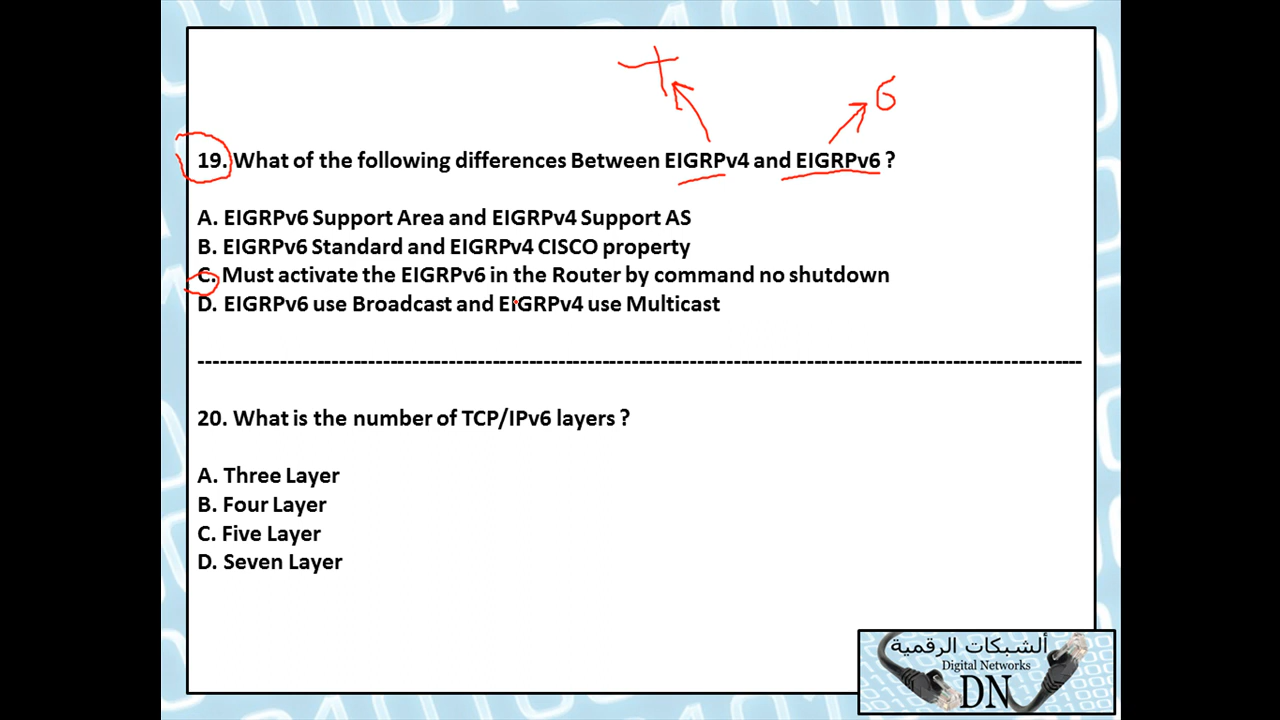 6
19. What of the following differences Between EIGRPv4 and EIGRPv6 ?
A. EIGRPv6 Support Area and EIGRPv4 Support AS
B. EIGRPv6 Standard and EIGRPv4 CISCO property
C. Must activate the EIGRPv6 in the Router by command no shutdown
D. EIGRPv6 use Broadcast and EIGRPv4 use Multicast
20. What is the number of TCP/IPv6 layers ?
A. Three Layer
B. Four Layer
C. Five Layer
D. Seven Layer
ألشبكات الرقمية
Digital Networks
DN